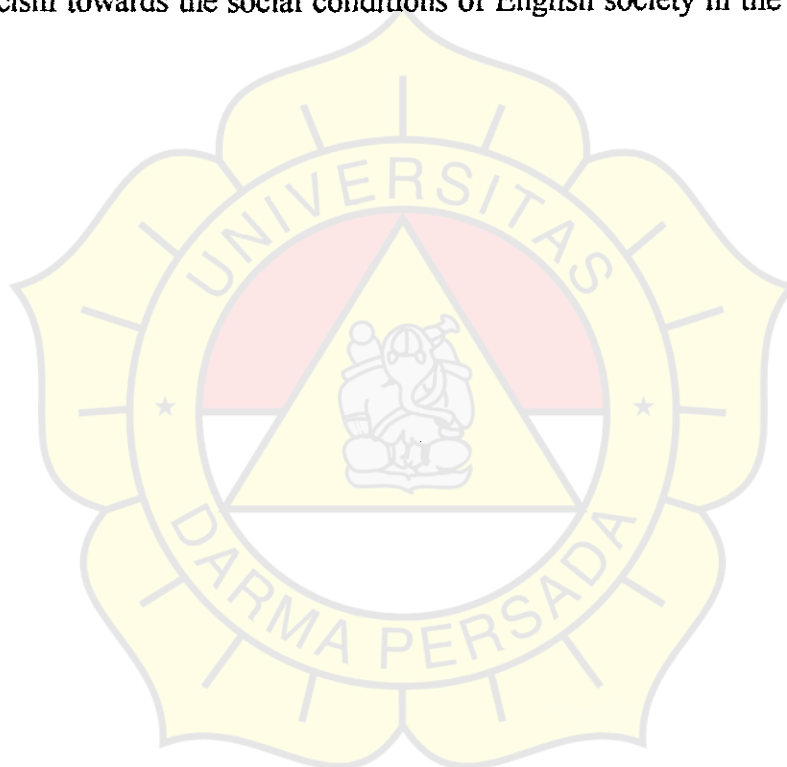 towards the social conditions of English society in the
UNIVERSITAS
DARMA PERSADA